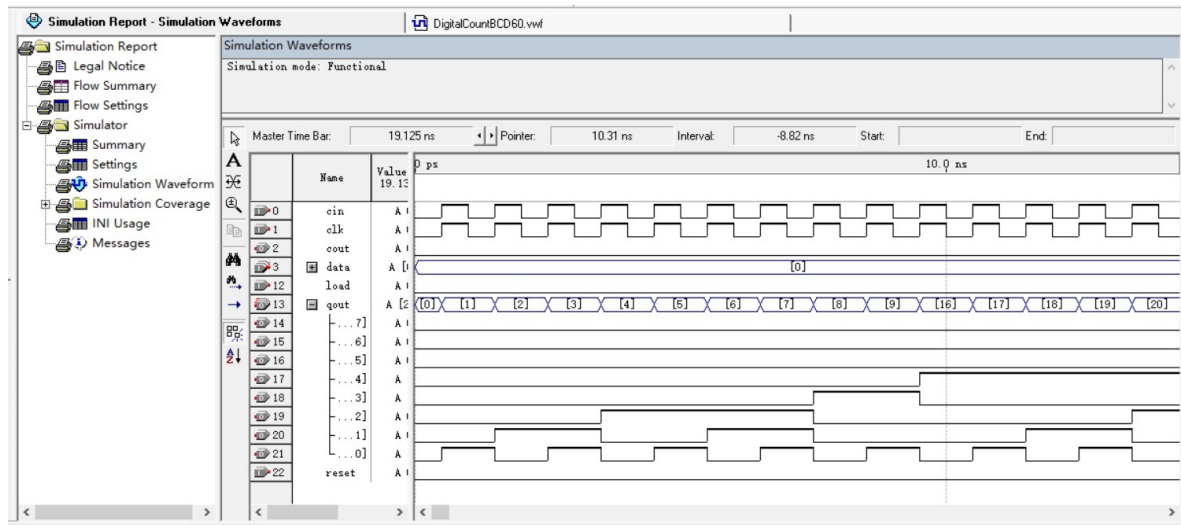 Simulation Report - Simulation Waveforms
DigitalCountBCD60.vwf
Simulation Report
Legal Notice
Flow Summary
Flow Settings
Simulator
Summary
Settings
Simulation Waveform
Simulation Coverage
INI Usage
Messages
Simulation Waveforms
Simulation mode: Functional
Master Time Bar: 19.125 ns Pointer: 10.31 ns Interval: -8.82 ns Start: End:
0 ps 10.0 ns
Name Value
19.13
0 cin A
1 clk A
2 cout A
3 data A [ [0]
12 load A
13 qout A [2 [0] [1] [2] [3] [4] [5] [6] [7] [8] [9] [16] [17] [18] [19] [20]
14 ...7] A
15 ...6] A
16 ...5] A
17 ...4] A
18 ...3] A
19 ...2] A
20 ...1] A
21 ...0] A
22 reset A